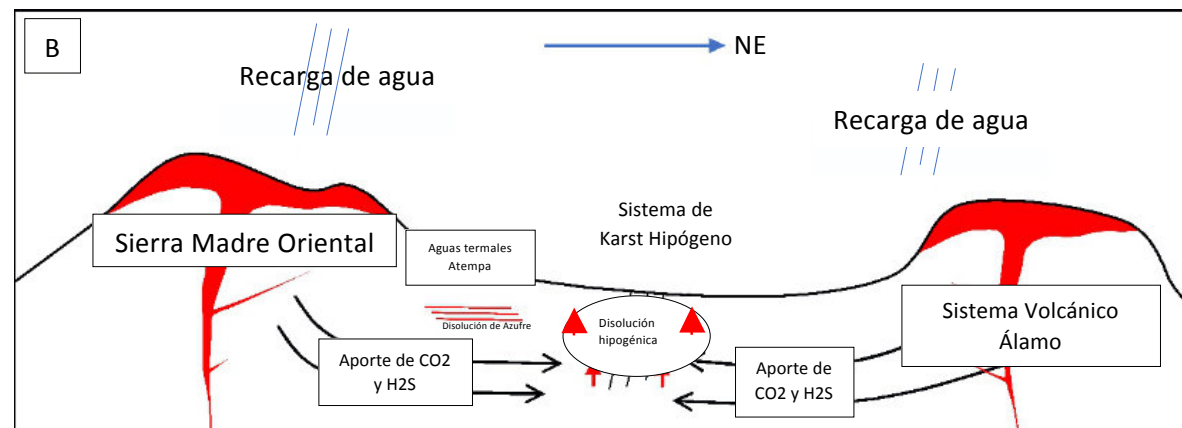 B
NE
Recarga de agua
Recarga de agua
Sistema de
Karst Hipógeno
Sierra Madre Oriental
Aguas termales
Atempa
Sistema Volcánico
Álamo
Disolución de Azufre
Disolución
hipogénica
Aporte de CO2
y H2S
Aporte de
CO2 y H2S